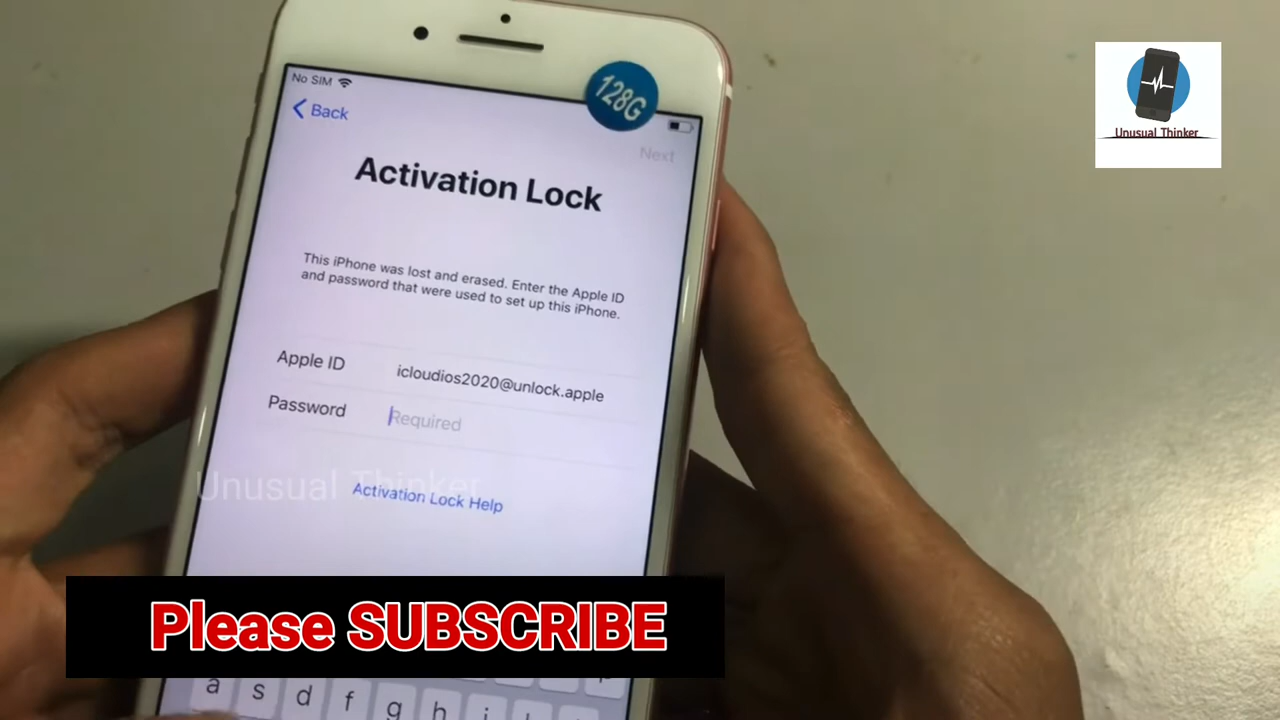 No SIM
128G
Back
Next
Unusual Thinker
Activation Lock
This iPhone was lost and erased. Enter the Apple ID
and password that were used to set up this iPhone.
Apple ID icloudios2020@unlock.apple
Password Required
Unusual Thinker
Activation Lock Help
Please SUBSCRIBE
a s d f g h